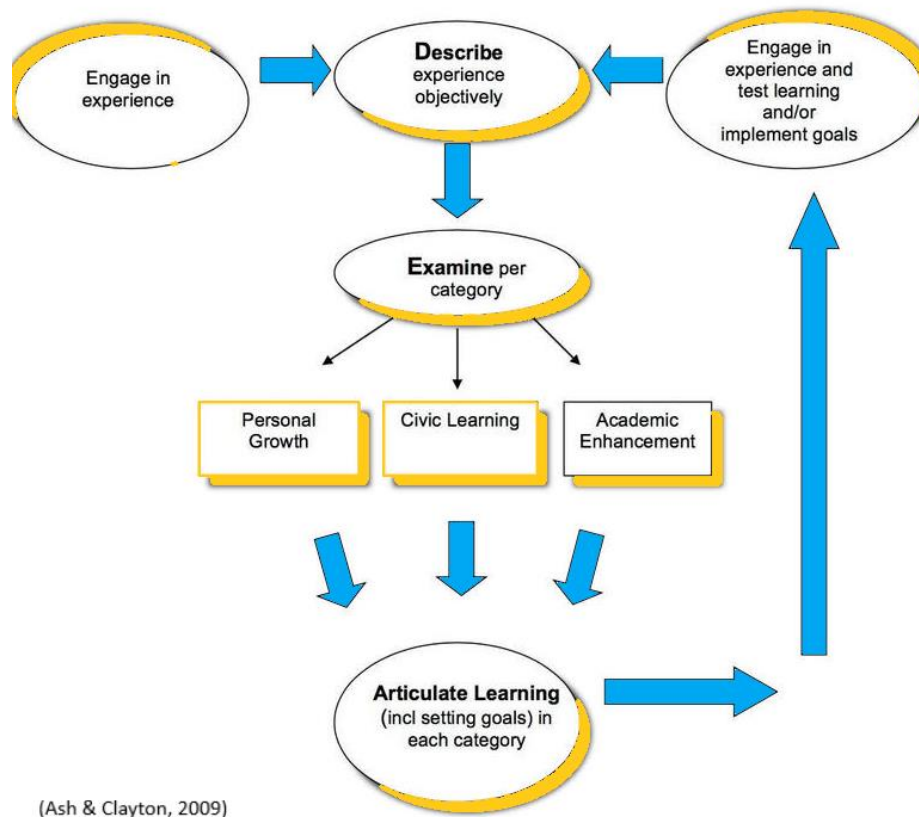 Engage in
experience
Describe
experience
objectively
Engage in
experience and
test learning
and/or
implement goals
Examine per
category
Personal
Growth
Civic Learning
Academic
Enhancement
Articulate Learning
(incl setting goals) in
each category
(Ash & Clayton, 2009)